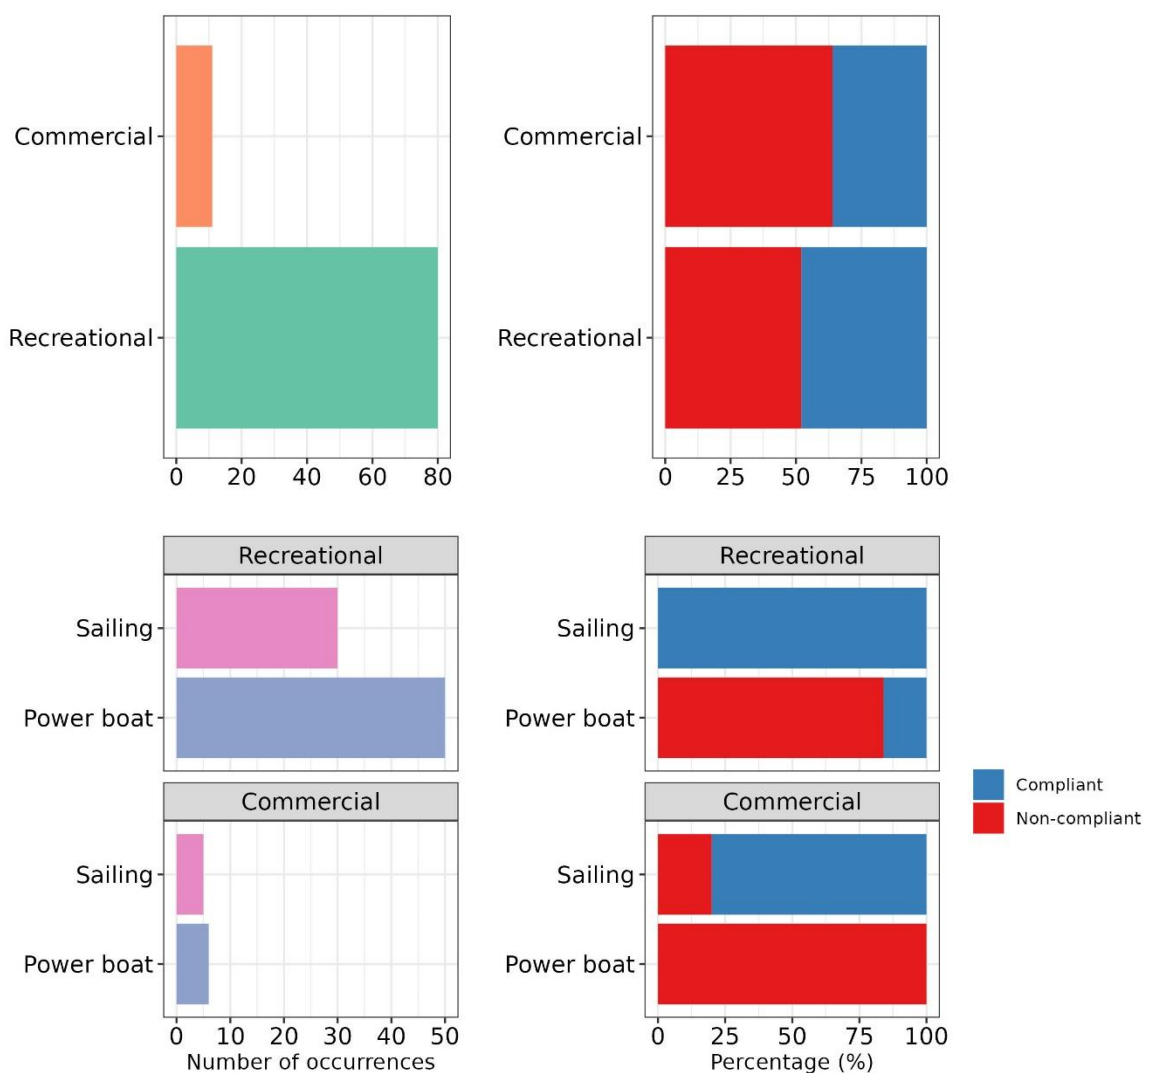 Commercial
Recreational
0 20 40 60 80
Commercial
Recreational
0 25 50 75 100
Recreational
Sailing
Power boat
Commercial
Sailing
Power boat
0 10 20 30 40 50
Number of occurrences
Recreational
Sailing
Power boat
Commercial
Sailing
Power boat
0 25 50 75 100
Percentage (%)
Compliant
Non-compliant